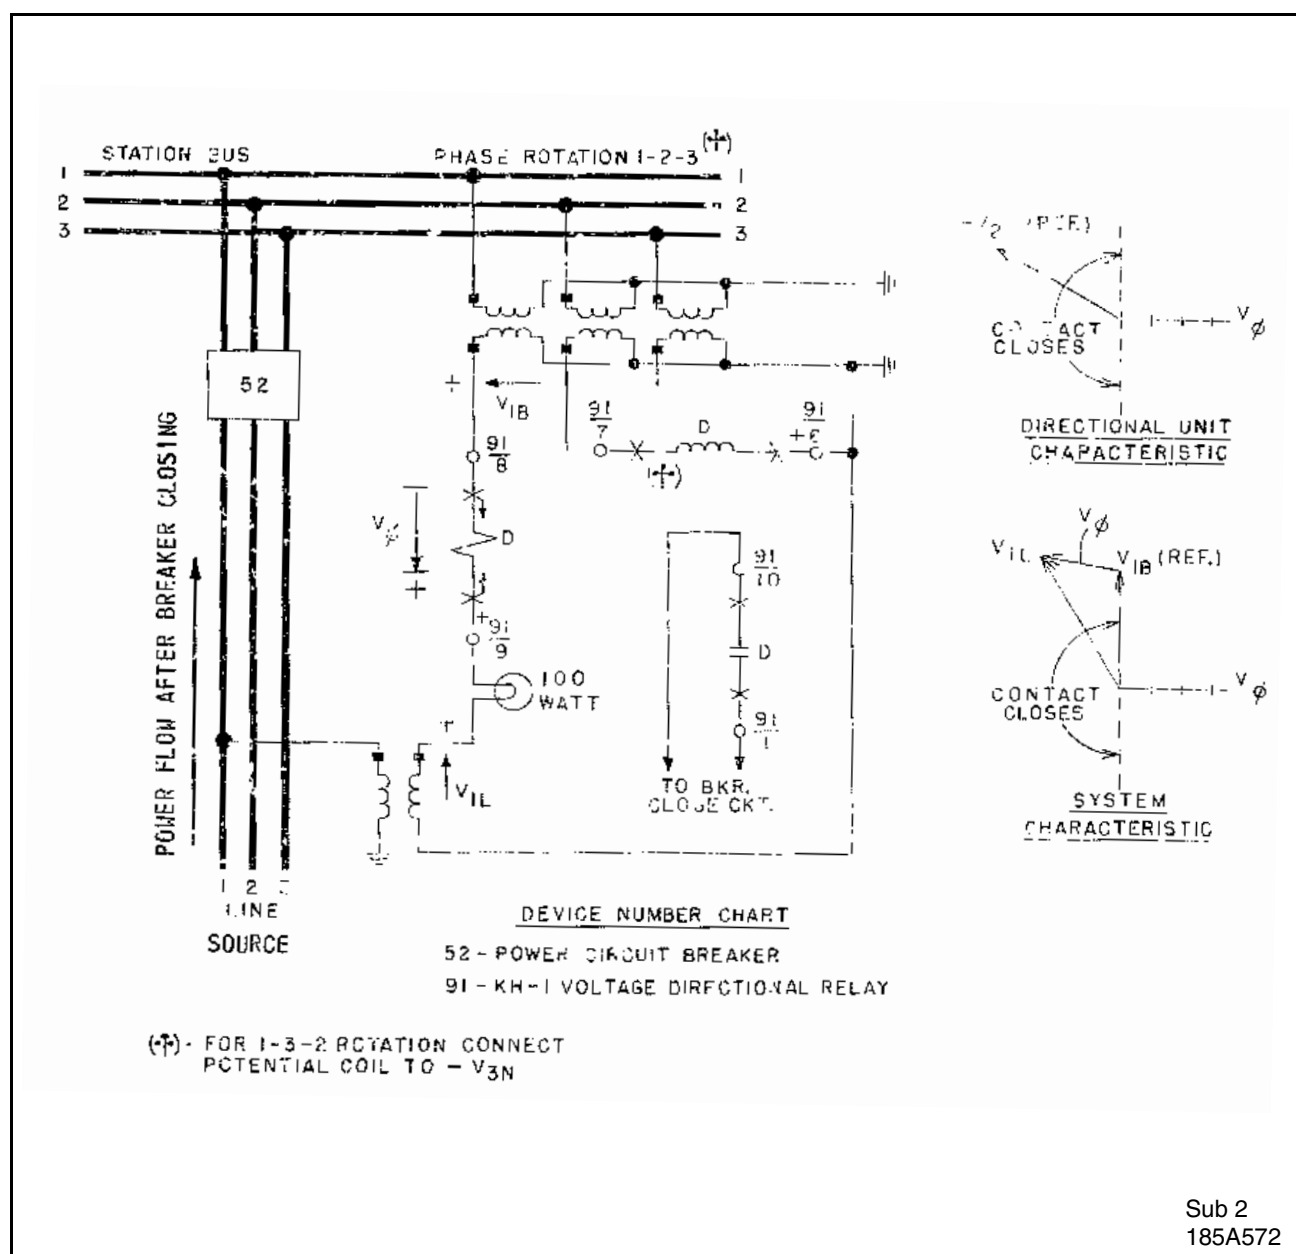 STATION BUS
PHASE ROTATION 1-2-3 (‡)
1
1
2
2
3
3
(REF)
Vφ
CONTACT
CLOSES
DIRECTIONAL UNIT
CHARACTERISTIC
52
+
V1B
91
8
91
7
D
91
+6
(‡)
Vφ
D
+
+
91
9
91
10
D
91
1
100
WATT
+
V1L
TO BKR.
CLOSE CKT.
POWER FLOW AFTER BREAKER CLOSING
Vφ
V1L
V1B (REF.)
CONTACT
CLOSES
Vφ
SYSTEM
CHARACTERISTIC
1 2 3
LINE
SOURCE
DEVICE NUMBER CHART
52 - POWER CIRCUIT BREAKER
91 - KH-1 VOLTAGE DIRECTIONAL RELAY
(‡) - FOR 1-3-2 ROTATION CONNECT
POTENTIAL COIL TO - V3N
Sub 2
185A572